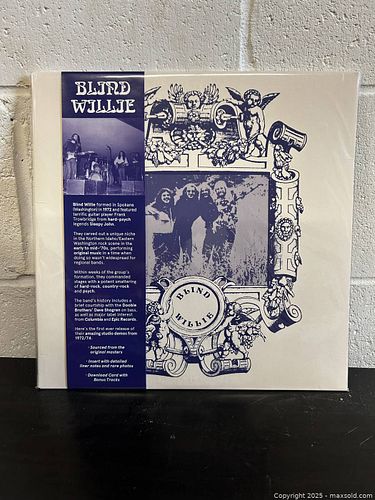 BLIND
WILLIE
Blind Willie formed in Spokane
(Washington) in 1972 and featured
terrific guitar player Frank
Trowbridge from hard-psych
legends Sleepy John.
They carved out a unique niche
in the Northern Idaho/Eastern
Washington rock scene in the
early to mid-'70s, performing
original music in a time when
doing so wasn't widespread for
regional bands.
Within weeks of the group's
formation, they commanded
stages with a potent smattering
of hard-rock, country-rock
and psych.
The band's history includes a
brief courtship with the Doobie
Brothers' Dave Shogren on bass,
as well as major label interest
from Columbia and Epic Records.
Here's the first ever release of their
amazing studio demos from
1972/74.
· Sourced from the
original masters
· Insert with detailed
liner notes and rare photos
· Download Card with
Bonus Tracks
BLIND
WILLIE
Copyright 2025 - maxsold.com